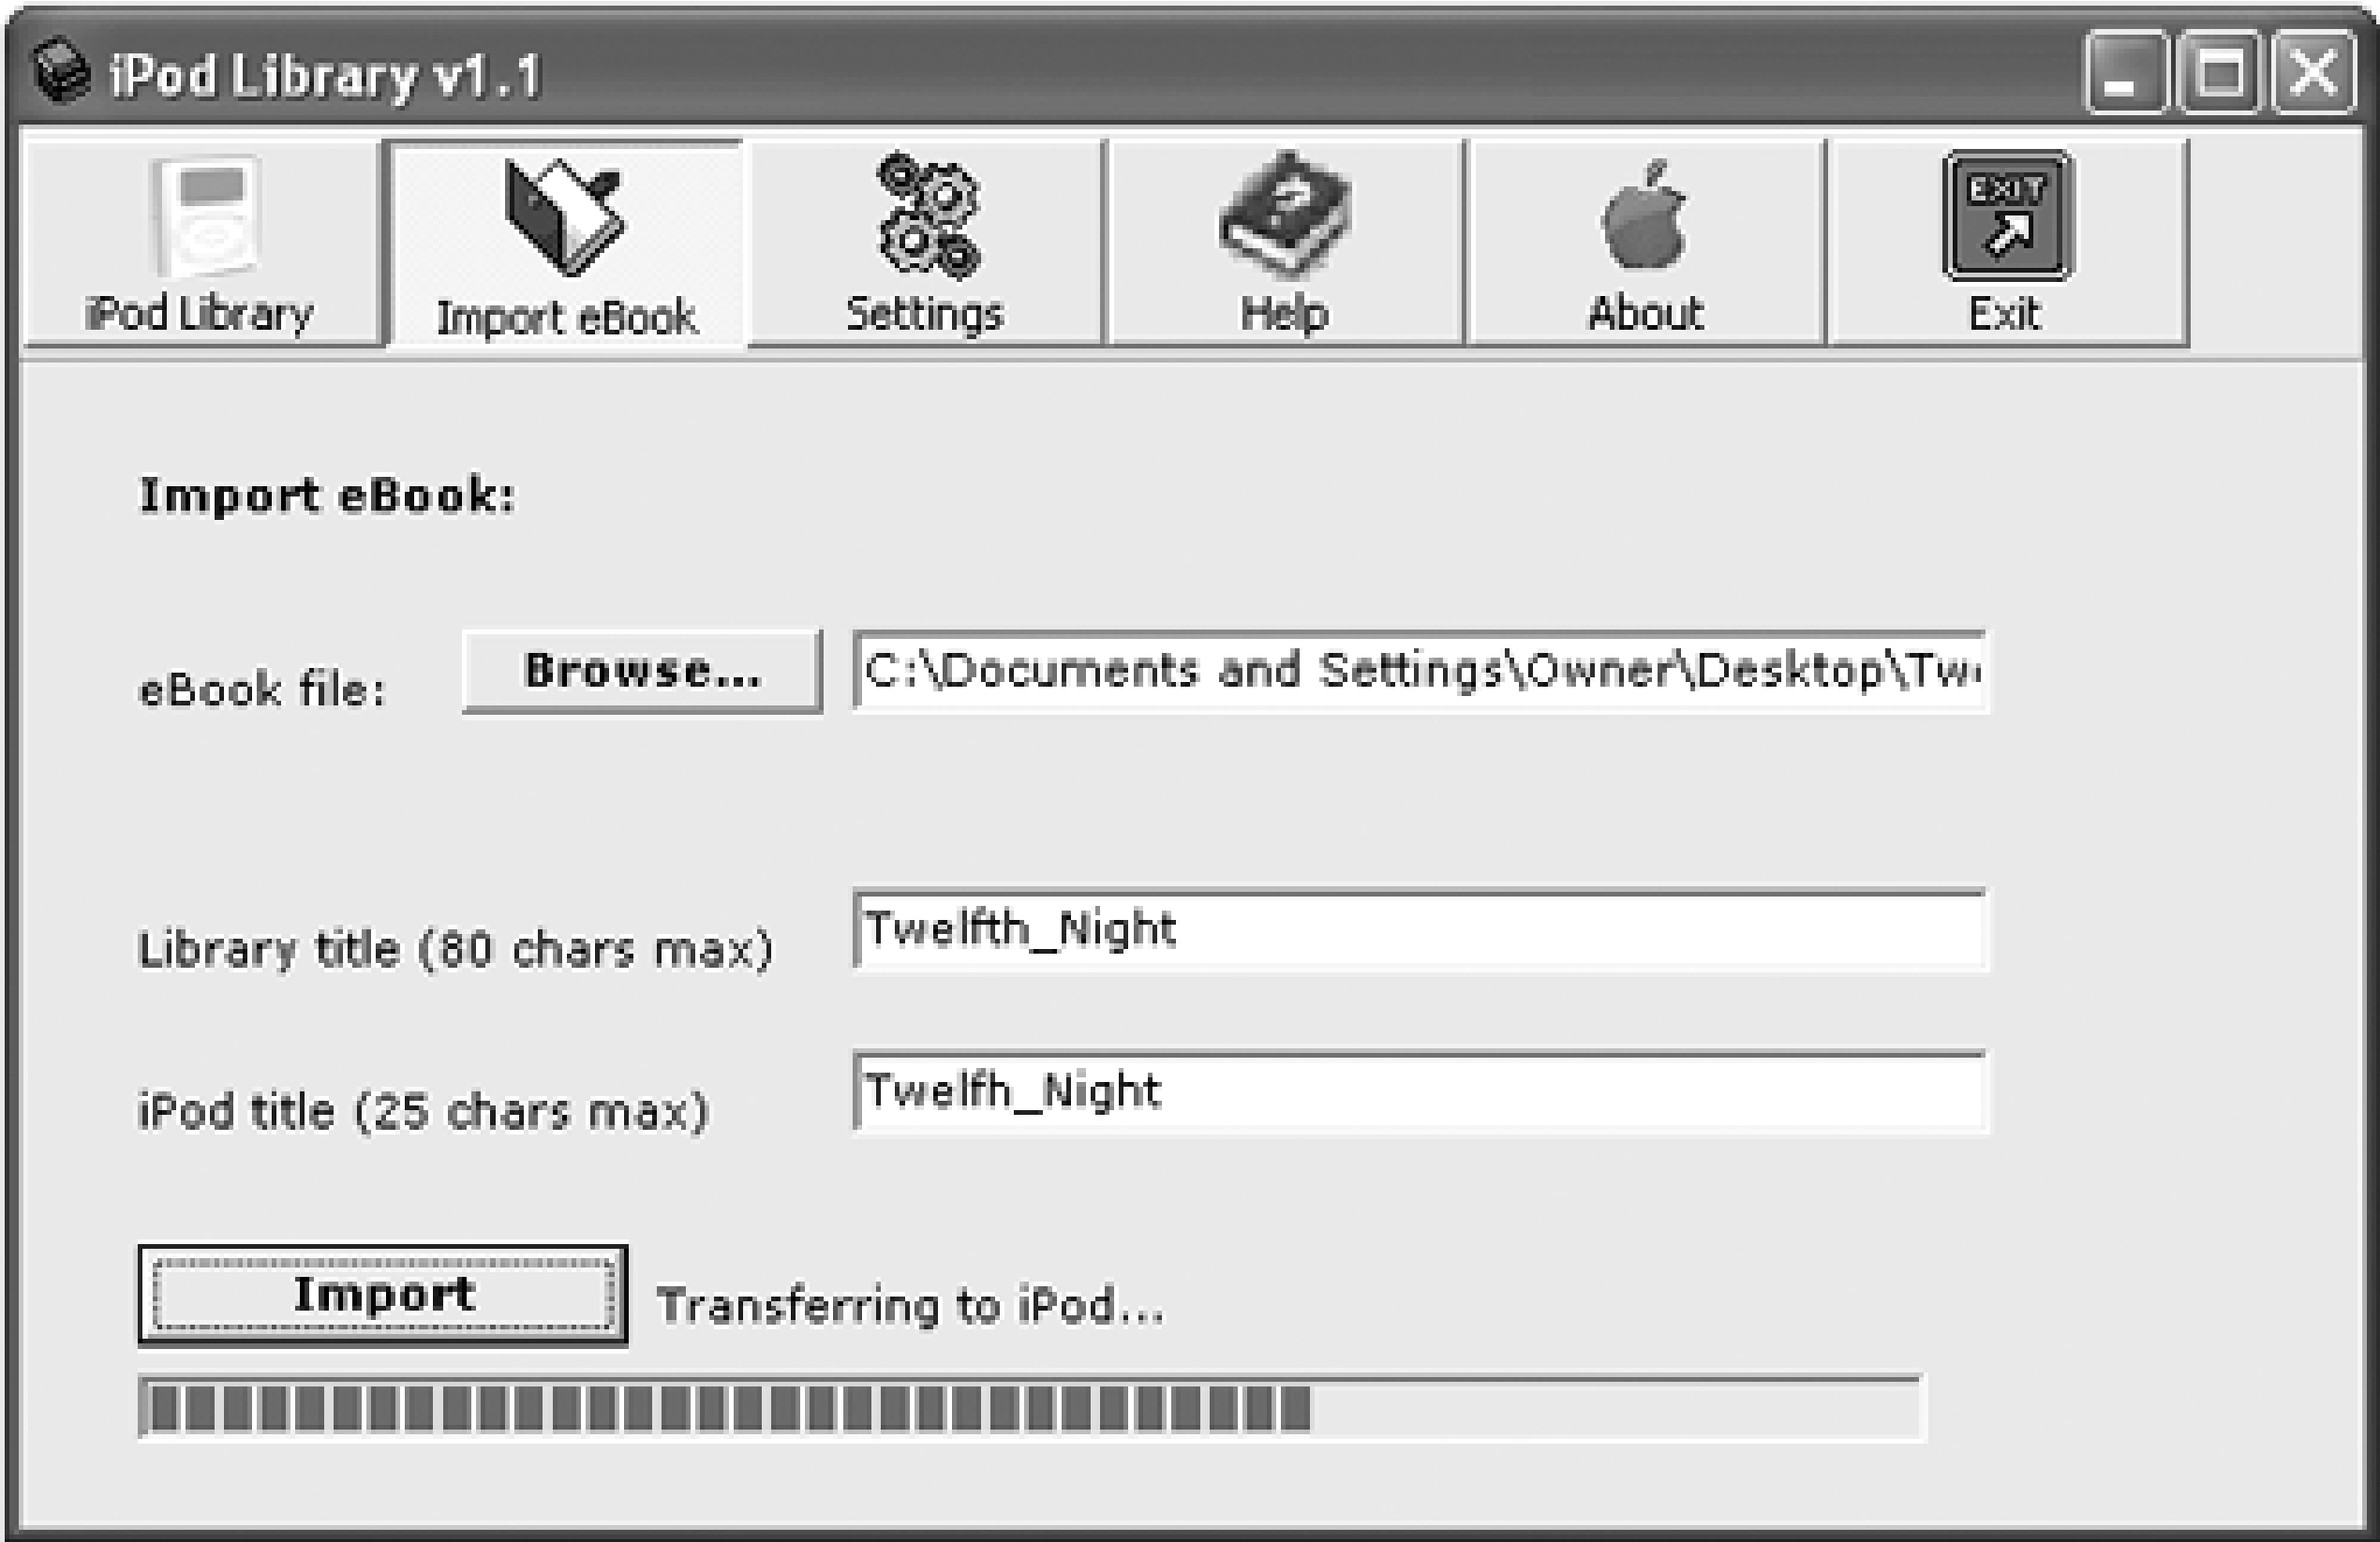 iPod Library v1.1
iPod Library Import eBook Settings Help About EXIT Exit
Import eBook:
eBook file: Browse... C:\Documents and Settings\Owner\Desktop\Twe
Library title (80 chars max) Twelfth_Night
iPod title (25 chars max) Twelfh_Night
Import Transferring to iPod...